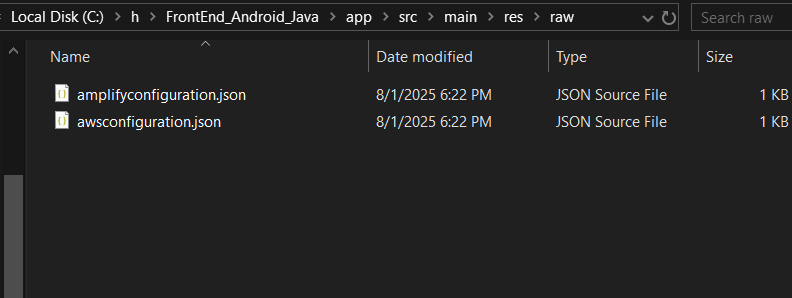 Local Disk (C:) > h > FrontEnd_Android_Java > app > src > main > res > raw Search raw
Name Date modified Type Size
amplifyconfiguration.json 8/1/2025 6:22 PM JSON Source File 1 KB
awsconfiguration.json 8/1/2025 6:22 PM JSON Source File 1 KB